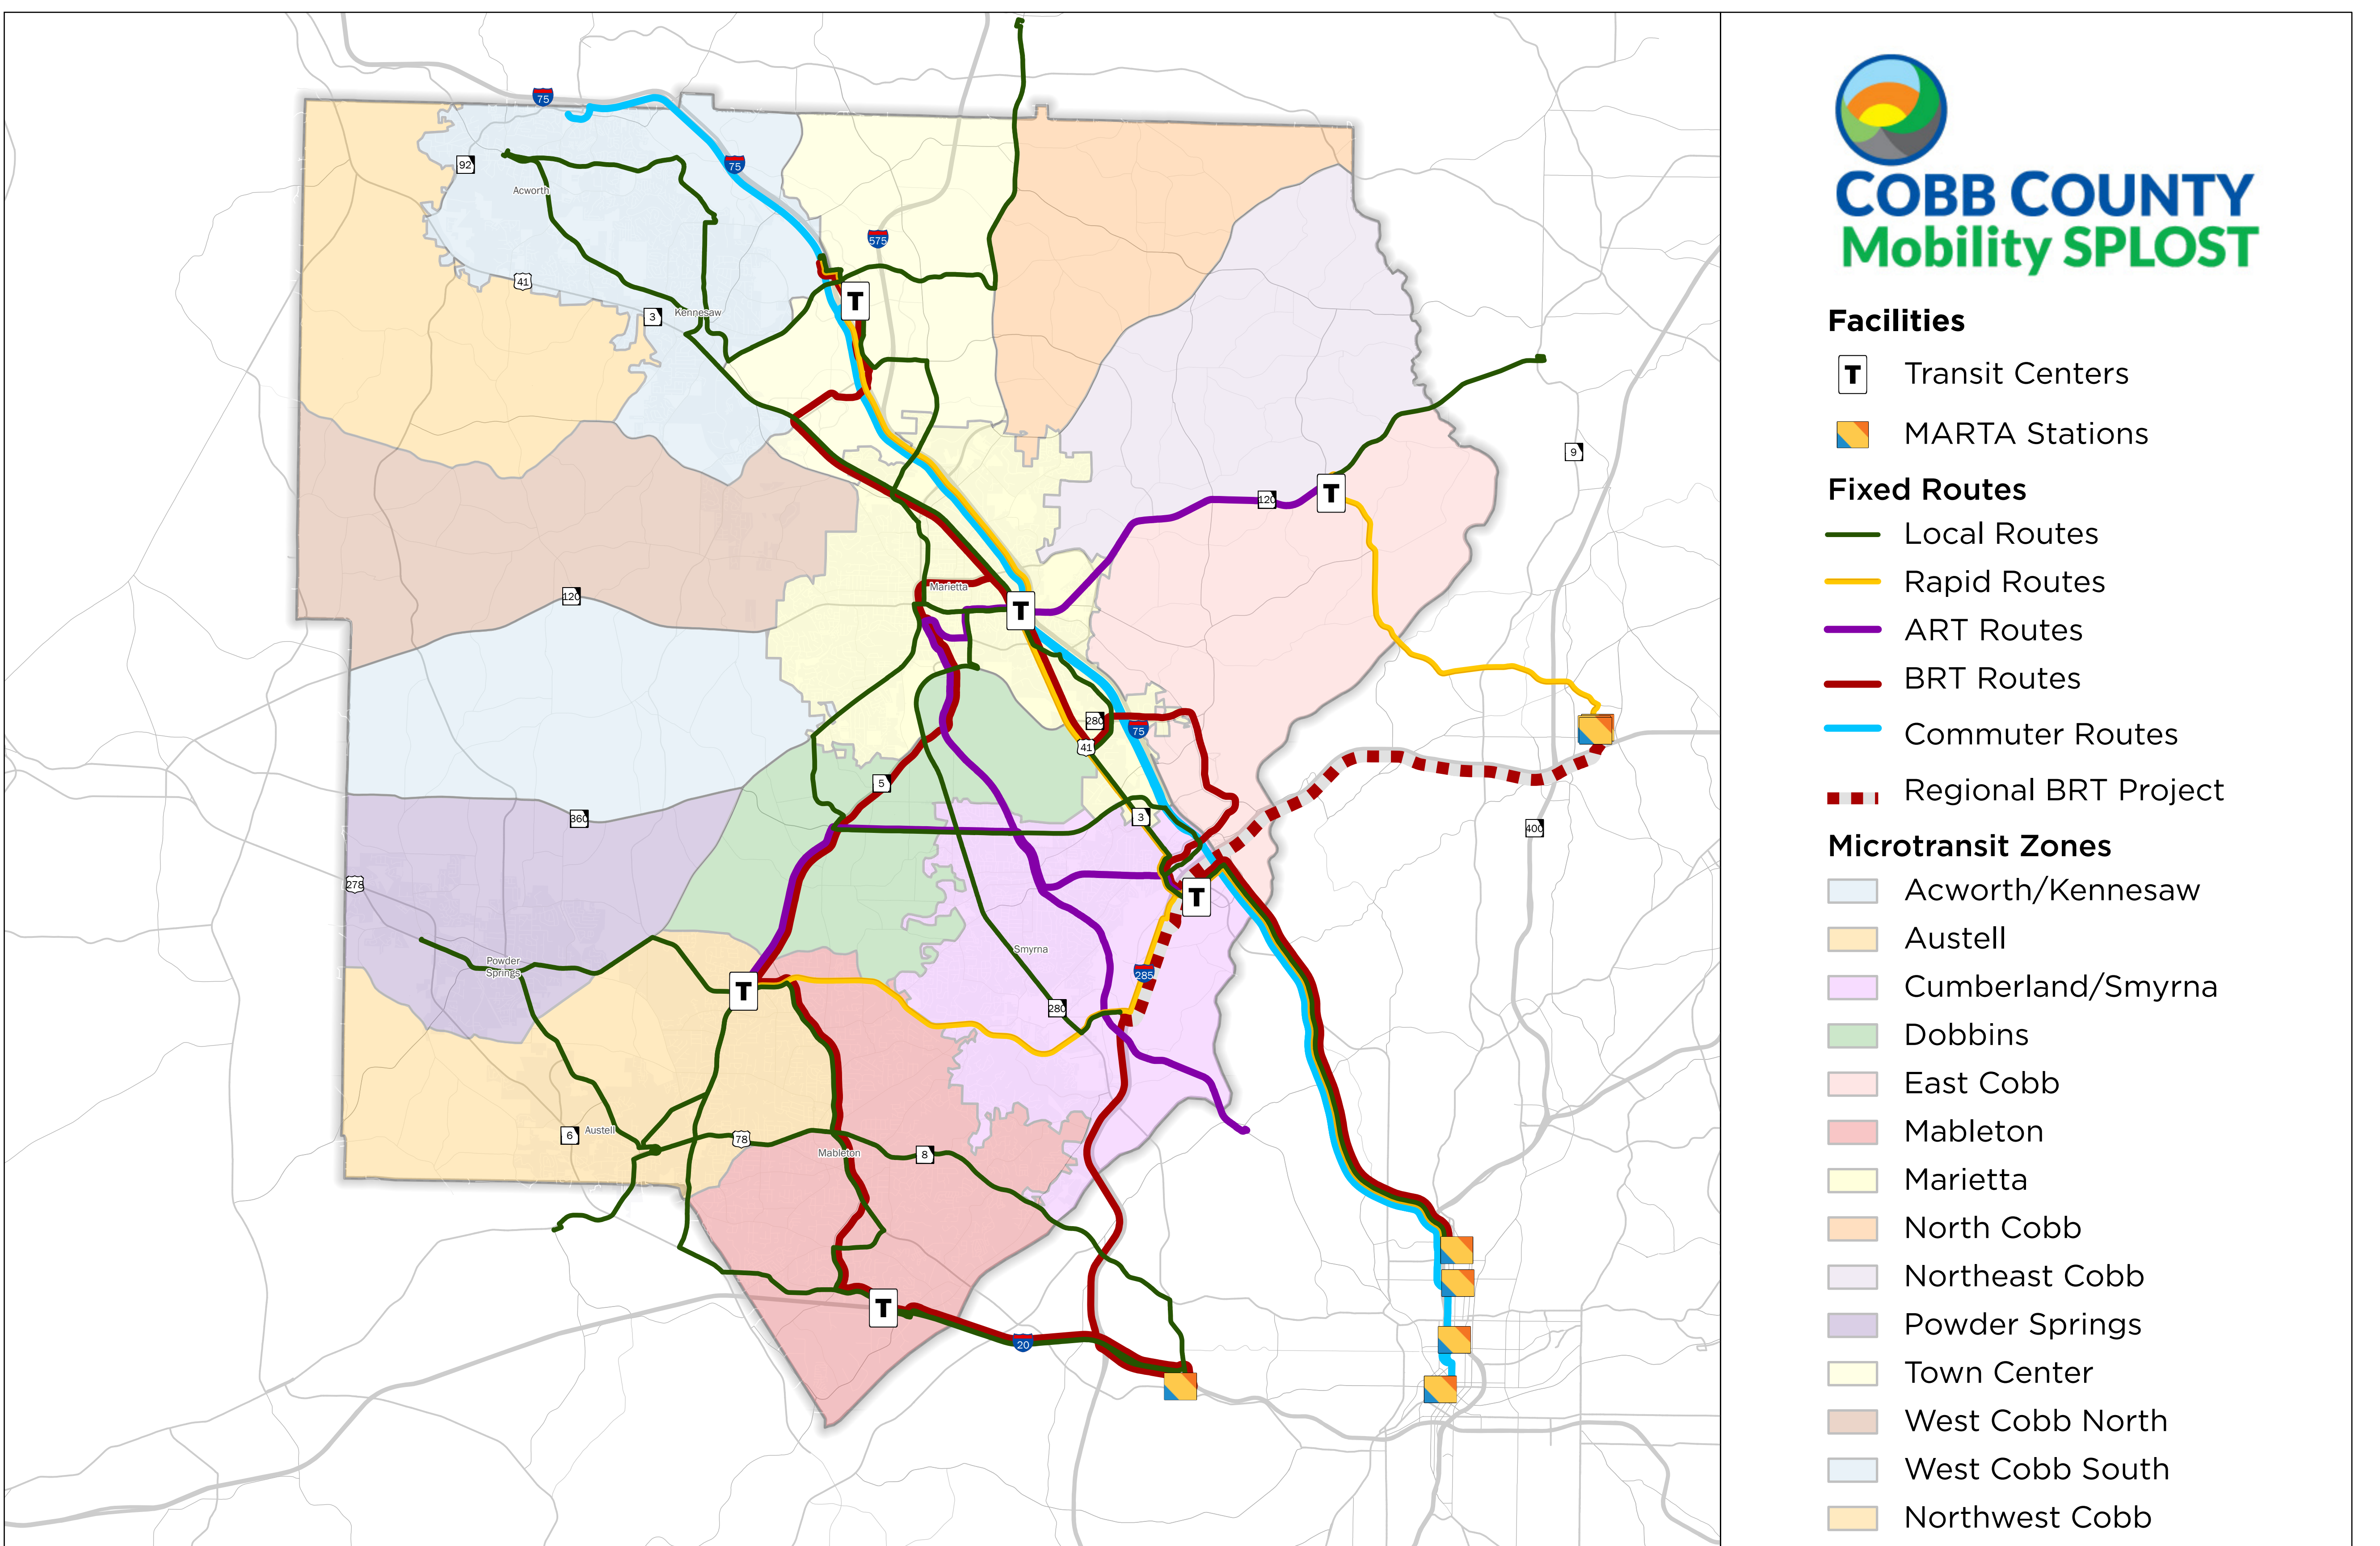 75
92
75
Acworth
575
41
3
Kennesaw
T
9
T
120
Marietta
120
T
280
75
41
5
3
360
400
278
T
Smyrna
Powder
Springs
285
T
280
6
Austell
78
Mableton
8
T
20
COBB COUNTY
Mobility SPLOST
Facilities
T Transit Centers
MARTA Stations
Fixed Routes
Local Routes
Rapid Routes
ART Routes
BRT Routes
Commuter Routes
Regional BRT Project
Microtransit Zones
Acworth/Kennesaw
Austell
Cumberland/Smyrna
Dobbins
East Cobb
Mableton
Marietta
North Cobb
Northeast Cobb
Powder Springs
Town Center
West Cobb North
West Cobb South
Northwest Cobb